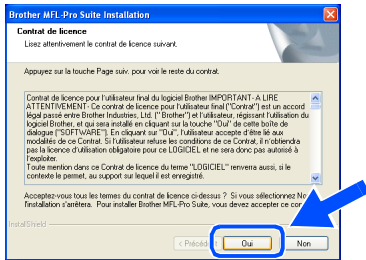 Brother MFL-Pro Suite Installation
Contrat de licence
Lisez attentivement le contrat de licence suivant.
Appuyez sur la touche Page suiv. pour voir le reste du contrat.
Contrat de licence pour l'utilisateur final du logiciel Brother IMPORTANT- A LIRE
ATTENTIVEMENT- Ce contrat de licence pour l'utilisateur final ("Contrat") est un accord
légal passé entre Brother Industries, Ltd. (" Brother") et l'utilisateur, régissant l'utilisation du
logiciel Brother, et qui sera installé en cliquant sur la touche "Oui" de cette boîte de
dialogue ("SOFTWARE"). En cliquant sur "Oui", l'utilisateur accepte d'être lié aux
modalités de ce Contrat. Si l'utilisateur refuse les conditions de ce Contrat, il n'obtiendra
pas la licence d'utilisation obligatoire pour ce LOGICIEL et ne sera donc pas autorisé à
l'exploiter.
Toute mention dans ce Contrat de licence du terme "LOGICIEL" renverra aussi, si le
contexte le permet, au support sur lequel il est enregistré.
Acceptez-vous tous les termes du contrat de licence ci-dessus ? Si vous sélectionnez No
l'installation s'arrêtera. Pour installer Brother MFL-Pro Suite, vous devez accepter ce con
InstallShield
< Précédent
Oui
Non